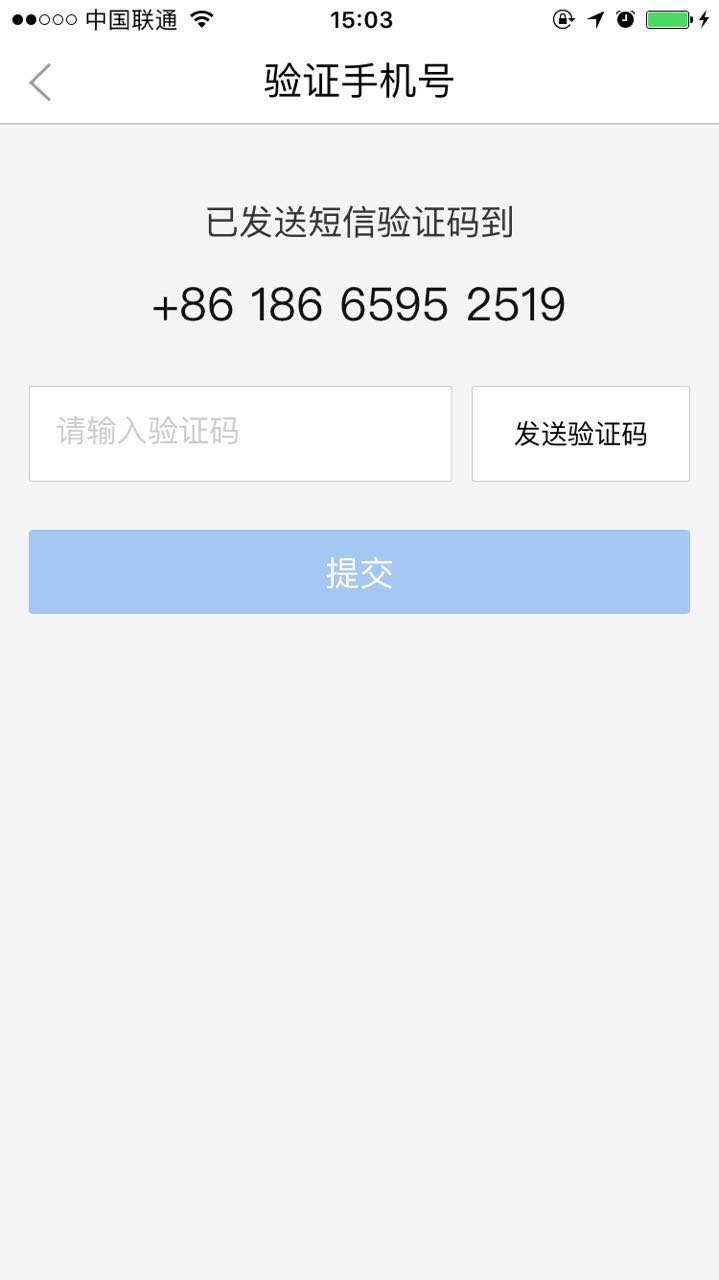 中国联通 15:03
验证手机号
已发送短信验证码到
+86 186 6595 2519
请输入验证码 发送验证码
提交